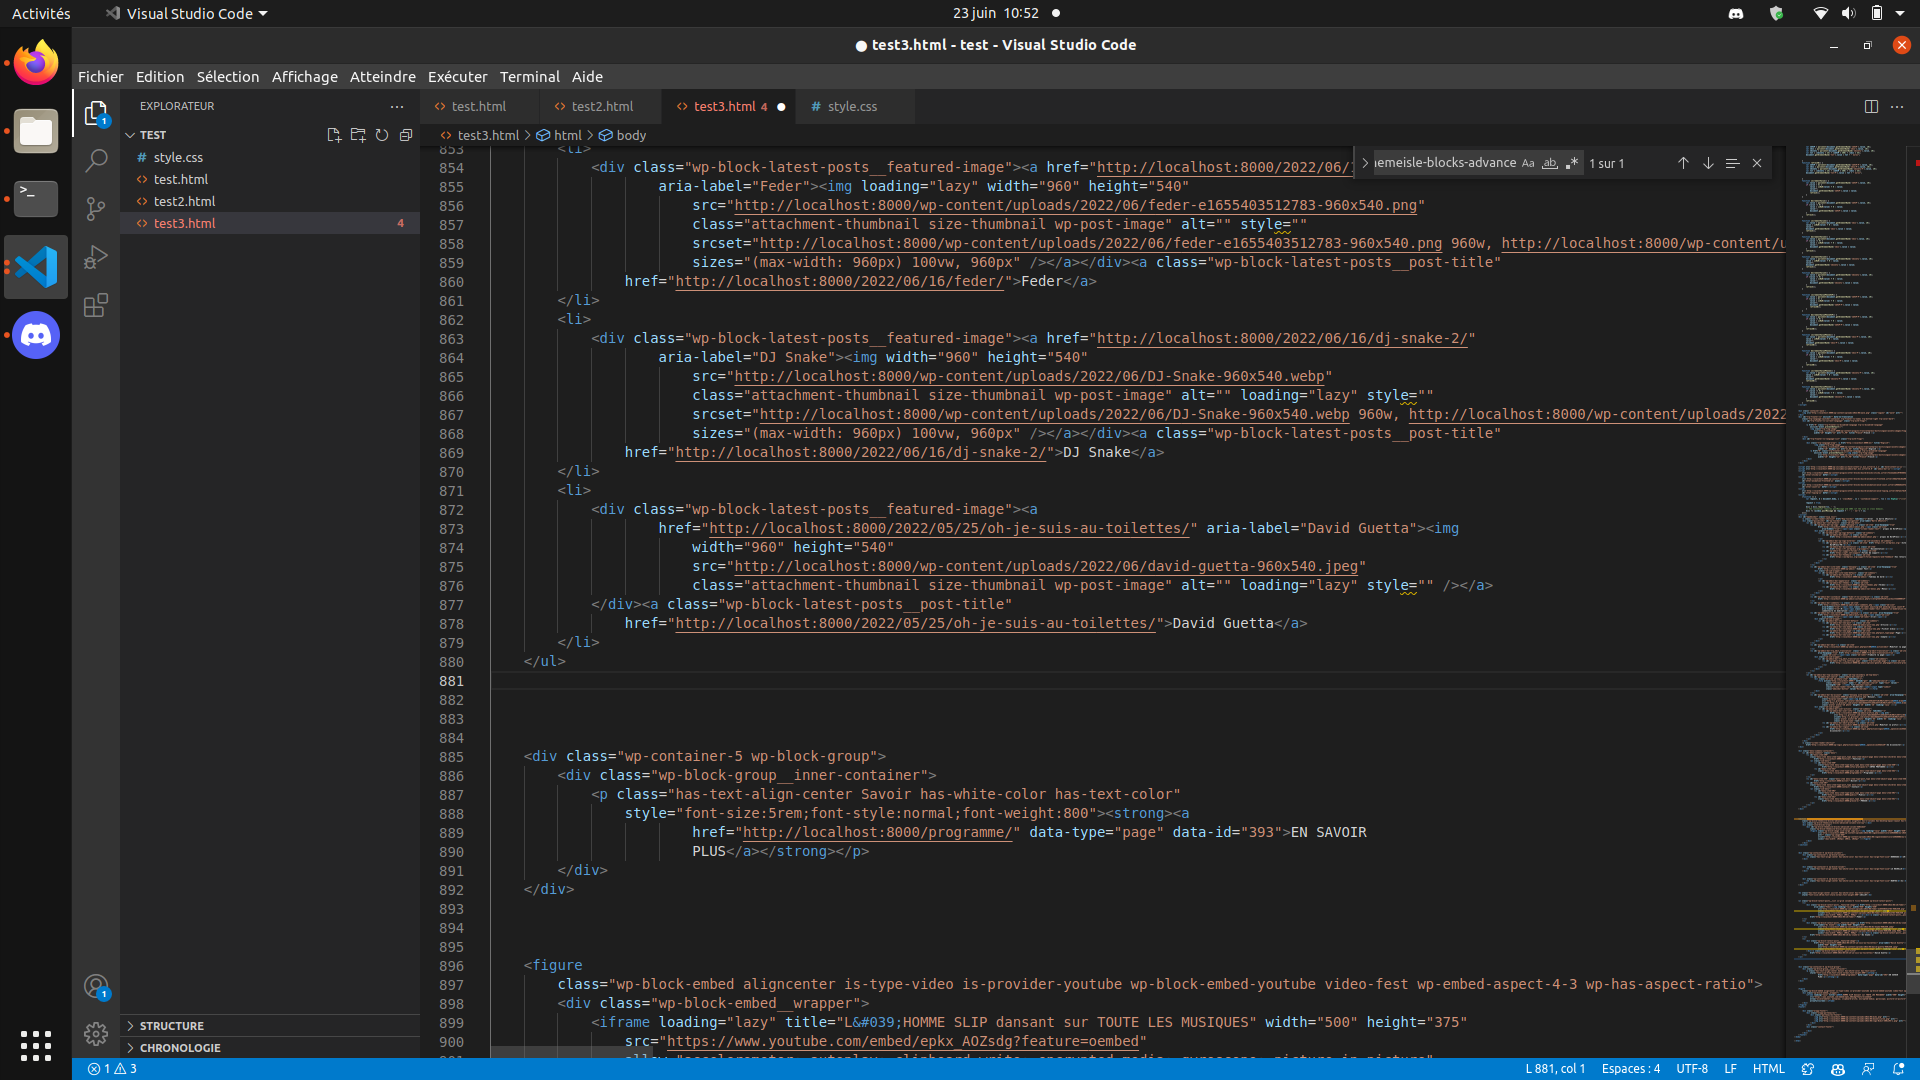 Activités
Visual Studio Code
23 juin 10:52
test3.html - test - Visual Studio Code
Fichier Edition Sélection Affichage Atteindre Exécuter Terminal Aide
EXPLORATEUR
test.html
test2.html
test3.html 4
style.css
TEST
style.css
test.html
test2.html
test3.html 4
STRUCTURE
CHRONOLOGIE
1
1
test3.html > html > body
emeisle-blocks-advance Aa ab 1 sur 1
853 <li>
854 <div class="wp-block-latest-posts__featured-image"><a href="http://localhost:8000/2022/06/
855 aria-label="Feder"><img loading="lazy" width="960" height="540"
856 src="http://localhost:8000/wp-content/uploads/2022/06/feder-e1655403512783-960x540.png"
857 class="attachment-thumbnail size-thumbnail wp-post-image" alt="" style=""
858 srcset="http://localhost:8000/wp-content/uploads/2022/06/feder-e1655403512783-960x540.png 960w, http://localhost:8000/wp-content/u
859 sizes="(max-width: 960px) 100vw, 960px" /></a></div><a class="wp-block-latest-posts__post-title"
860 href="http://localhost:8000/2022/06/16/feder/">Feder</a>
861 </li>
862 <li>
863 <div class="wp-block-latest-posts__featured-image"><a href="http://localhost:8000/2022/06/16/dj-snake-2/"
864 aria-label="DJ Snake"><img width="960" height="540"
865 src="http://localhost:8000/wp-content/uploads/2022/06/DJ-Snake-960x540.webp"
866 class="attachment-thumbnail size-thumbnail wp-post-image" alt="" loading="lazy" style=""
867 srcset="http://localhost:8000/wp-content/uploads/2022/06/DJ-Snake-960x540.webp 960w, http://localhost:8000/wp-content/uploads/2022
868 sizes="(max-width: 960px) 100vw, 960px" /></a></div><a class="wp-block-latest-posts__post-title"
869 href="http://localhost:8000/2022/06/16/dj-snake-2/">DJ Snake</a>
870 </li>
871 <li>
872 <div class="wp-block-latest-posts__featured-image"><a
873 href="http://localhost:8000/2022/05/25/oh-je-suis-au-toilettes/" aria-label="David Guetta"><img
874 width="960" height="540"
875 src="http://localhost:8000/wp-content/uploads/2022/06/david-guetta-960x540.jpeg"
876 class="attachment-thumbnail size-thumbnail wp-post-image" alt="" loading="lazy" style="" /></a>
877 </div><a class="wp-block-latest-posts__post-title"
878 href="http://localhost:8000/2022/05/25/oh-je-suis-au-toilettes/">David Guetta</a>
879 </li>
880 </ul>
881
882
883
884
885 <div class="wp-container-5 wp-block-group">
886 <div class="wp-block-group__inner-container">
887 <p class="has-text-align-center Savoir has-white-color has-text-color"
888 style="font-size:5rem;font-style:normal;font-weight:800"><strong><a
889 href="http://localhost:8000/programme/" data-type="page" data-id="393">EN SAVOIR
890 PLUS</a></strong></p>
891 </div>
892 </div>
893
894
895
896 <figure
897 class="wp-block-embed aligncenter is-type-video is-provider-youtube wp-block-embed-youtube video-fest wp-embed-aspect-4-3 wp-has-aspect-ratio">
898 <div class="wp-block-embed__wrapper">
899 <iframe loading="lazy" title="L&#039;HOMME SLIP dansant sur TOUTE LES MUSIQUES" width="500" height="375"
900 src="https://www.youtube.com/embed/epkx_AOZsdg?feature=oembed"
901 allow="accelerometer; autoplay; clipboard-write; encrypted-media; gyroscope; picture-in-picture"
1 3
L 881, col 1 Espaces : 4 UTF-8 LF HTML